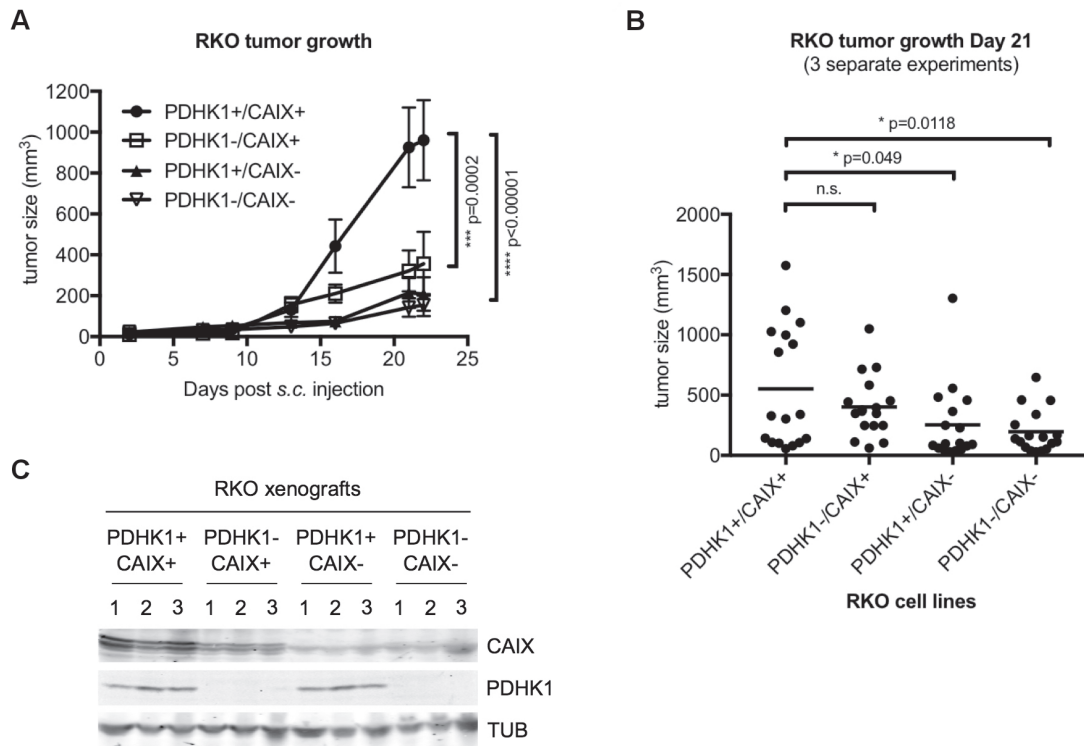 A
RKO tumor growth
1200
1000
800
600
400
200
0
tumor size (mm³)
PDHK1+/CAIX+
PDHK1-/CAIX+
PDHK1+/CAIX-
PDHK1-/CAIX-
*** p=0.0002
**** p<0.00001
0 5 10 15 20 25
Days post s.c. injection
B
RKO tumor growth Day 21
(3 separate experiments)
* p=0.0118
* p=0.049
n.s.
2000
1500
1000
500
0
tumor size (mm³)
PDHK1+/CAIX+
PDHK1-/CAIX+
PDHK1+/CAIX-
PDHK1-/CAIX-
RKO cell lines
C
RKO xenografts
PDHK1+ PDHK1- PDHK1+ PDHK1-
CAIX+ CAIX+ CAIX- CAIX-
1 2 3 1 2 3 1 2 3 1 2 3
CAIX
PDHK1
TUB